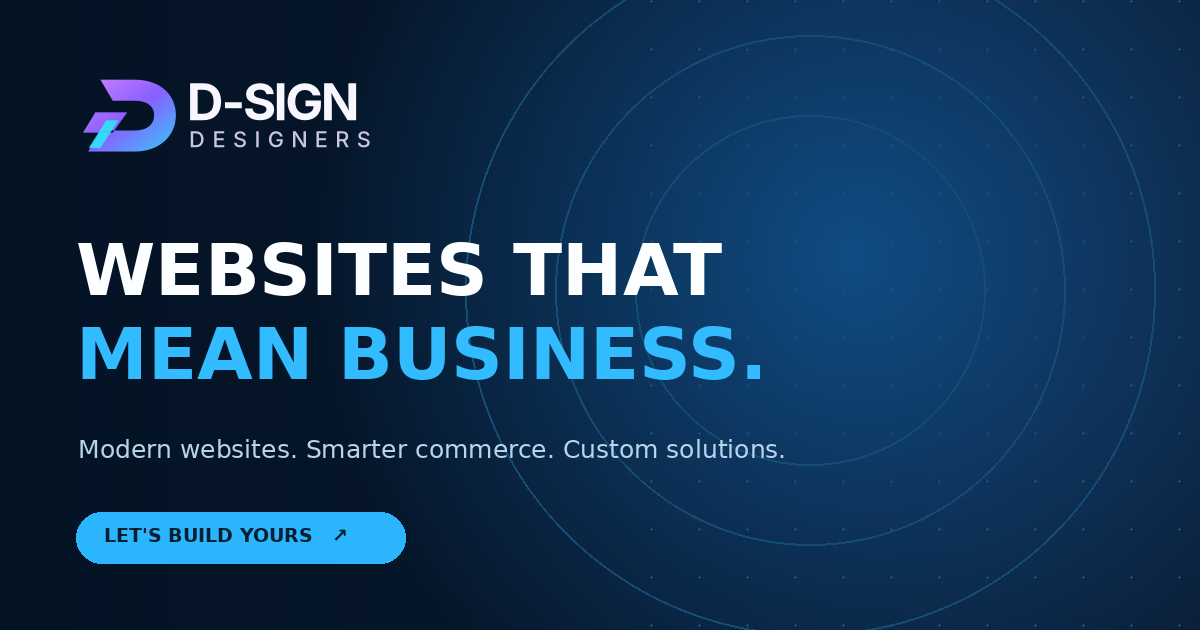 D-SIGN
DESIGNERS
WEBSITES THAT
MEAN BUSINESS.
Modern websites. Smarter commerce. Custom solutions.
LET'S BUILD YOURS ↗